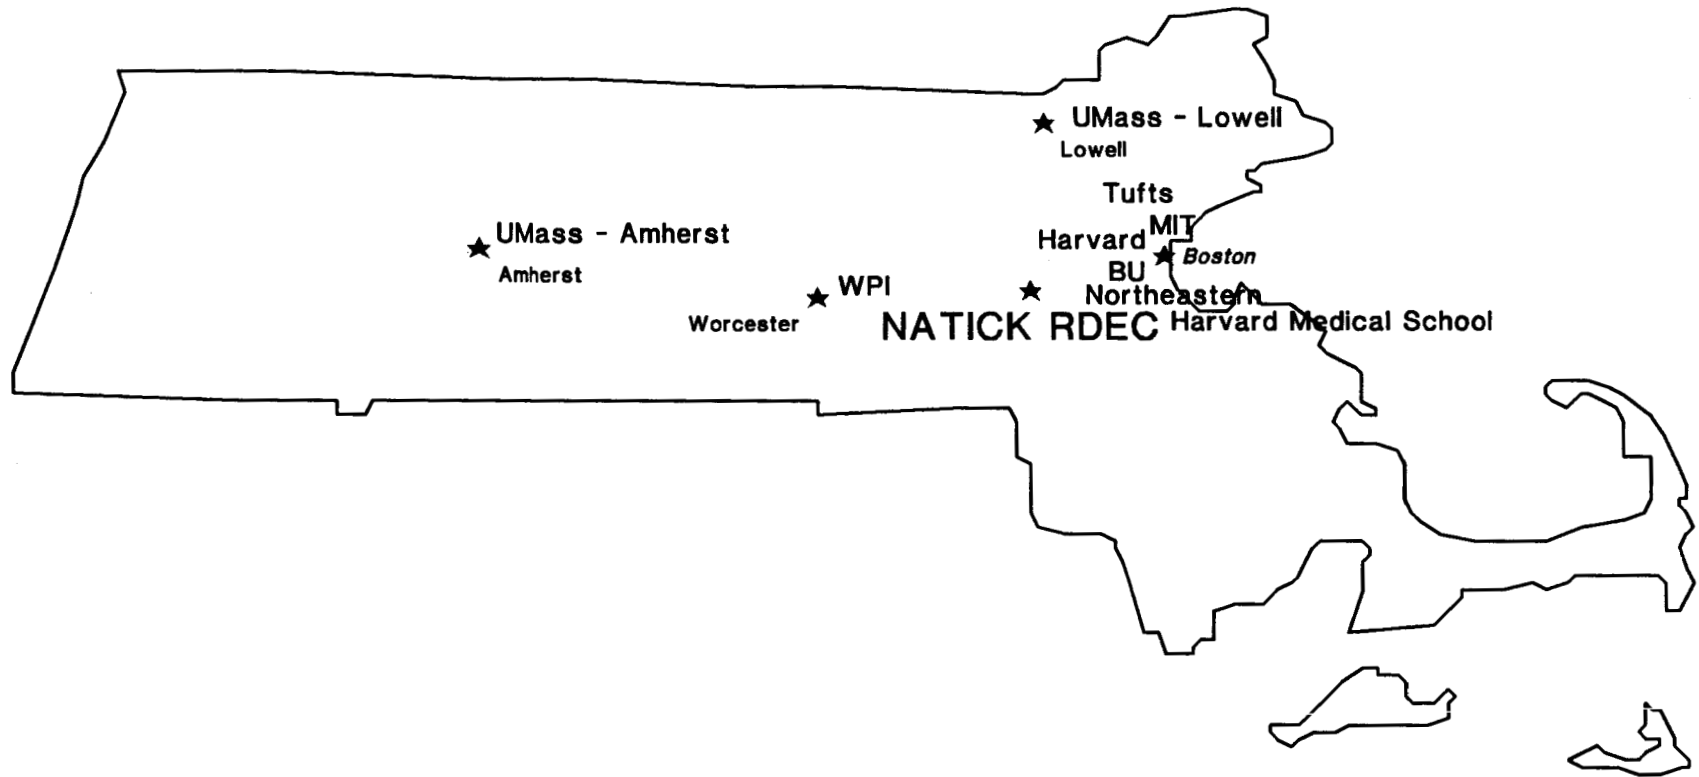 UMass - Lowell
Lowell
Tufts
MIT
Harvard
Boston
BU
Northeastern
Harvard Medical School
NATICK RDEC
UMass - Amherst
Amherst
WPI
Worcester